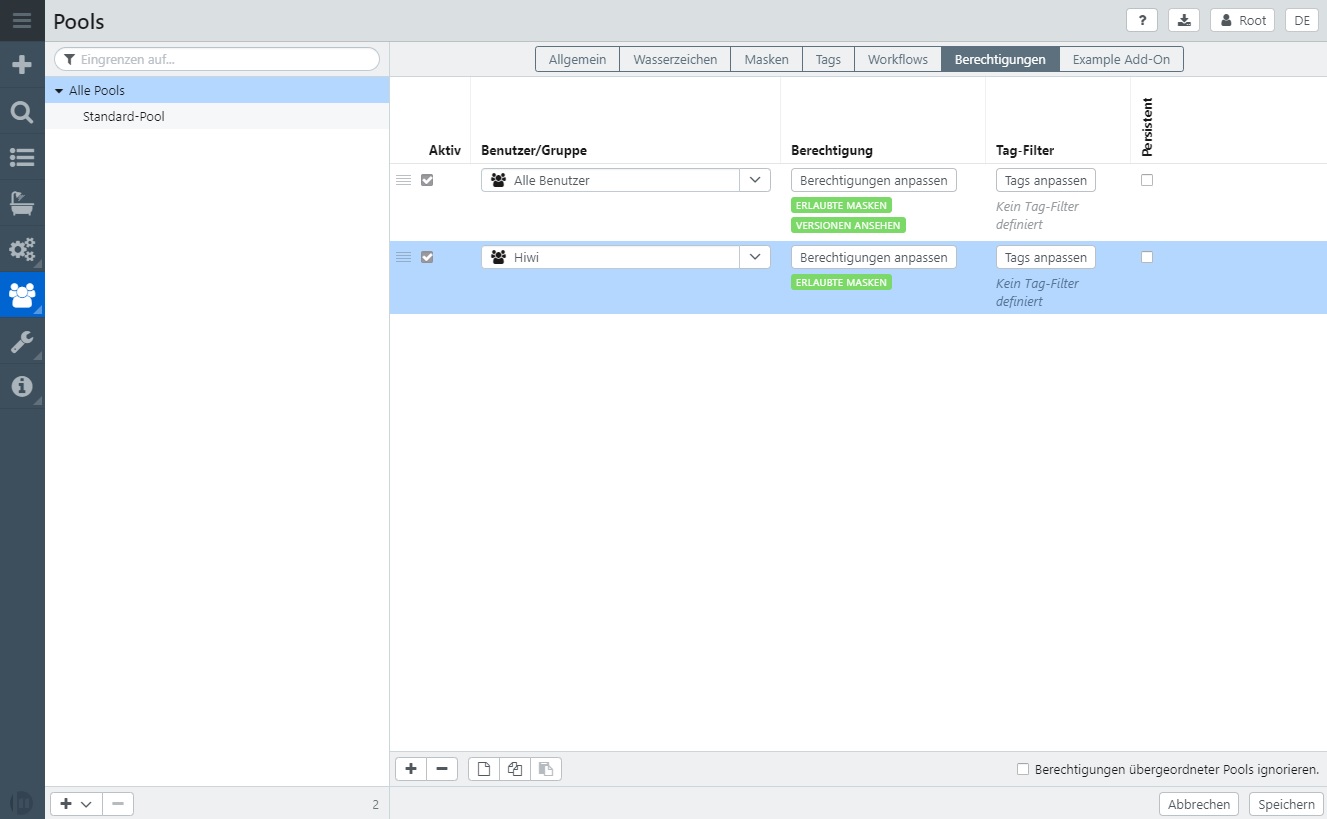 Pools
?
Root
DE
Eingrenzen auf...
Allgemein
Wasserzeichen
Masken
Tags
Workflows
Berechtigungen
Example Add-On
Alle Pools
Standard-Pool
Aktiv
Benutzer/Gruppe
Berechtigung
Tag-Filter
Persistent
Alle Benutzer
Berechtigungen anpassen
Tags anpassen
ERLAUBTE MASKEN
VERSIONEN ANSEHEN
Kein Tag-Filter
definiert
Hiwi
Berechtigungen anpassen
Tags anpassen
ERLAUBTE MASKEN
Kein Tag-Filter
definiert
Berechtigungen übergeordneter Pools ignorieren.
2
Abbrechen
Speichern